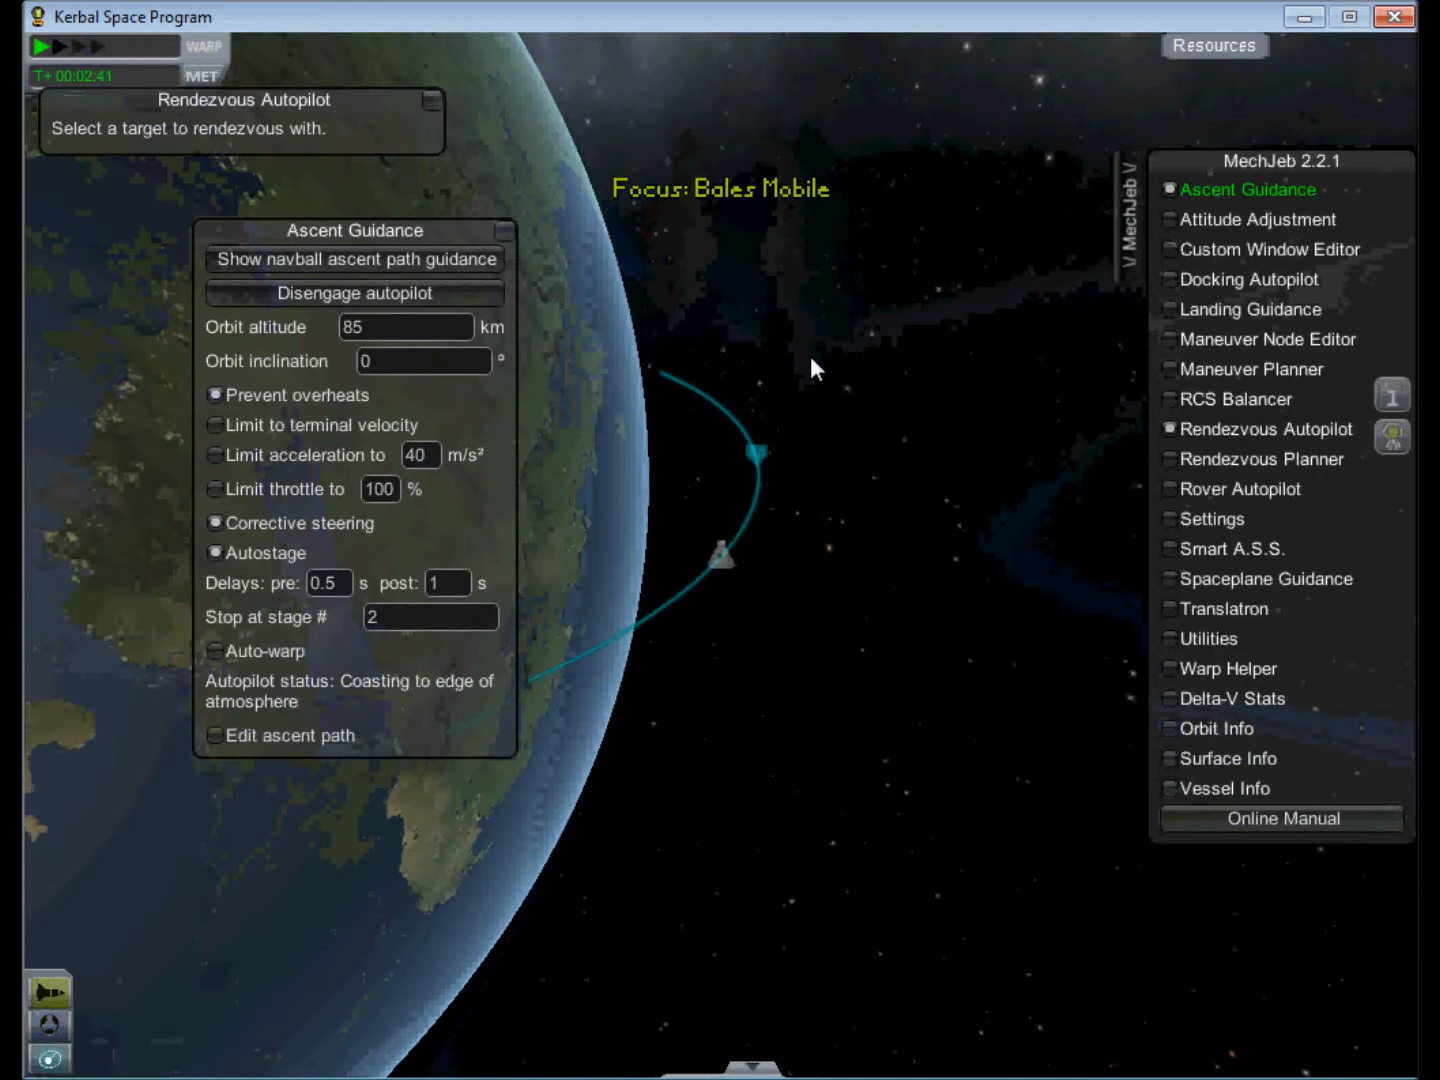 Kerbal Space Program
WARP
T+ 00:02:41
MET
Resources
Rendezvous Autopilot
Select a target to rendezvous with.
Focus: Bales Mobile
Ascent Guidance
Show navball ascent path guidance
Disengage autopilot
Orbit altitude 85 km
Orbit inclination 0 °
Prevent overheats
Limit to terminal velocity
Limit acceleration to 40 m/s²
Limit throttle to 100 %
Corrective steering
Autostage
Delays: pre: 0.5 s post: 1 s
Stop at stage # 2
Auto-warp
Autopilot status: Coasting to edge of
atmosphere
Edit ascent path
V MechJeb V
MechJeb 2.2.1
Ascent Guidance
Attitude Adjustment
Custom Window Editor
Docking Autopilot
Landing Guidance
Maneuver Node Editor
Maneuver Planner
RCS Balancer
1
Rendezvous Autopilot
Rendezvous Planner
Rover Autopilot
Settings
Smart A.S.S.
Spaceplane Guidance
Translatron
Utilities
Warp Helper
Delta-V Stats
Orbit Info
Surface Info
Vessel Info
Online Manual